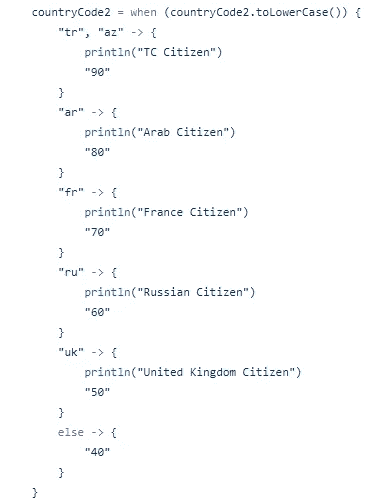 countryCode2 = when (countryCode2.toLowerCase()) {
    "tr", "az" -> {
        println("TC Citizen")
        "90"
    }
    "ar" -> {
        println("Arab Citizen")
        "80"
    }
    "fr" -> {
        println("France Citizen")
        "70"
    }
    "ru" -> {
        println("Russian Citizen")
        "60"
    }
    "uk" -> {
        println("United Kingdom Citizen")
        "50"
    }
    else -> {
        "40"
    }
}